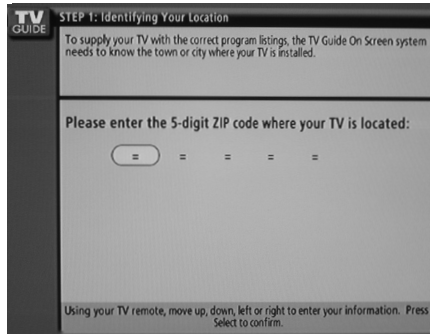 TV
GUIDE
STEP 1: Identifying Your Location
To supply your TV with the correct program listings, the TV Guide On Screen system
needs to know the town or city where your TV is installed.
Please enter the 5-digit ZIP code where your TV is located:
= = = = =
Using your TV remote, move up, down, left or right to enter your information. Press
Select to confirm.